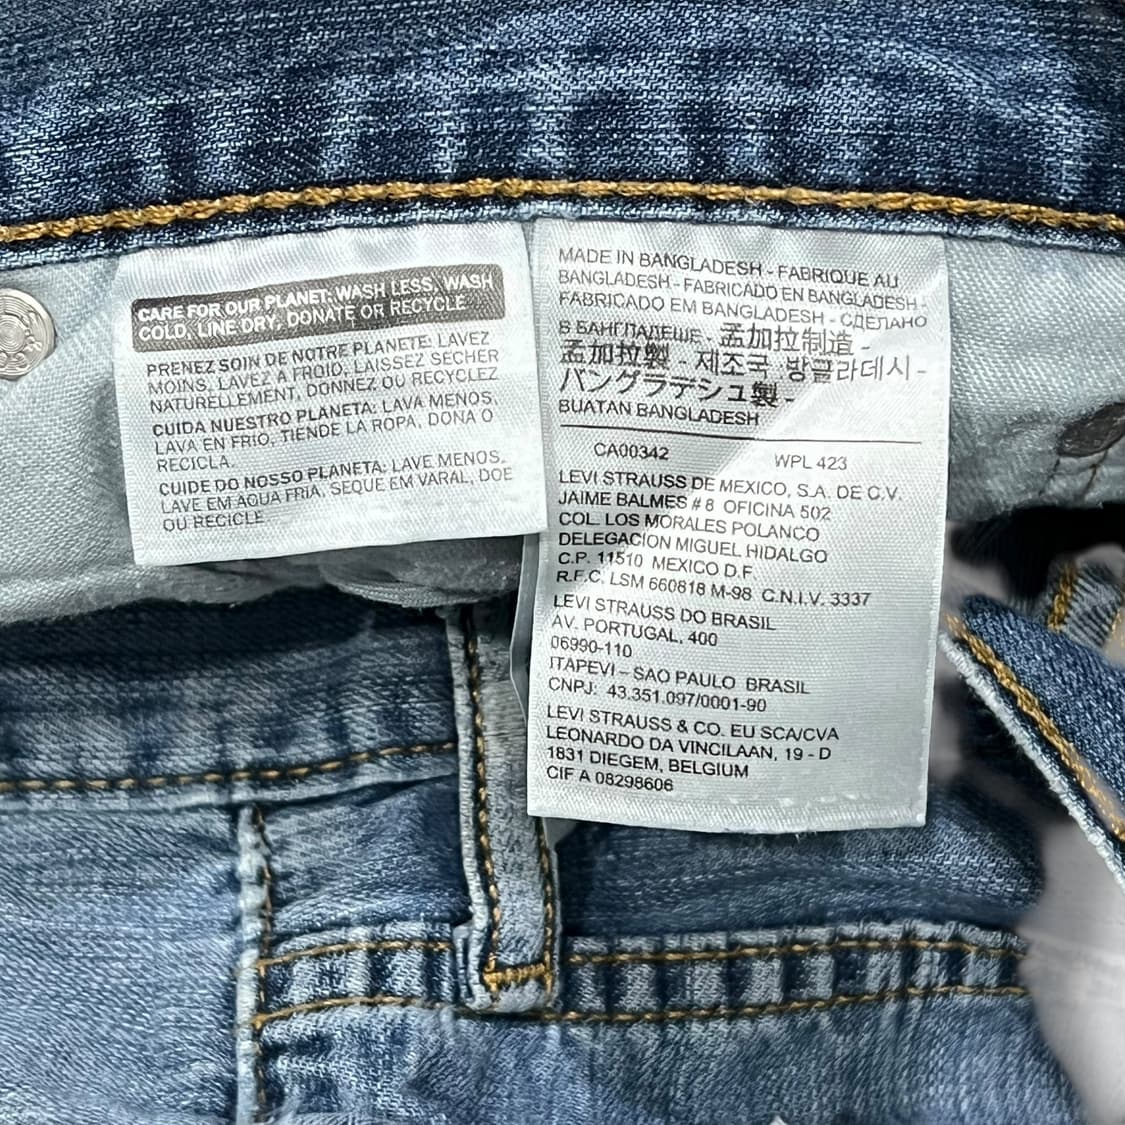 CARE FOR OUR PLANET: WASH LESS, WASH
COLD, LINE DRY, DONATE OR RECYCLE
PRENEZ SOIN DE NOTRE PLANETE: LAVEZ
MOINS, LAVEZ A FROID, LAISSEZ SECHER
NATURELLEMENT, DONNEZ OU RECYCLEZ
CUIDA NUESTRO PLANETA: LAVA MENOS,
LAVA EN FRIO, TIENDE LA ROPA, DONA O
RECICLA.
CUIDE DO NOSSO PLANETA: LAVE MENOS.
LAVE EM AGUA FRIA, SEQUE EM VARAL, DOE
OU RECICLE
MADE IN BANGLADESH - FABRIQUE AU
BANGLADESH - FABRICADO EN BANGLADESH -
FABRICADO EM BANGLADESH - СДЕЛАНО
В БАНГЛАДЕШЕ - 孟加拉制造 -
孟加拉製 - 제조국 :방글라데시 -
バングラデシュ製 -
BUATAN BANGLADESH
CA00342 WPL 423
LEVI STRAUSS DE MEXICO, S.A. DE C.V.
JAIME BALMES # 8 OFICINA 502
COL. LOS MORALES POLANCO
DELEGACION MIGUEL HIDALGO
C.P. 11510 MEXICO D.F
R.F.C. LSM 660818 M-98 C.N.I.V. 3337
LEVI STRAUSS DO BRASIL
AV. PORTUGAL. 400
06990-110
ITAPEVI – SAO PAULO BRASIL
CNPJ: 43.351.097/0001-90
LEVI STRAUSS & CO. EU SCA/CVA
LEONARDO DA VINCILAAN, 19 - D
1831 DIEGEM, BELGIUM
CIF A 08298606